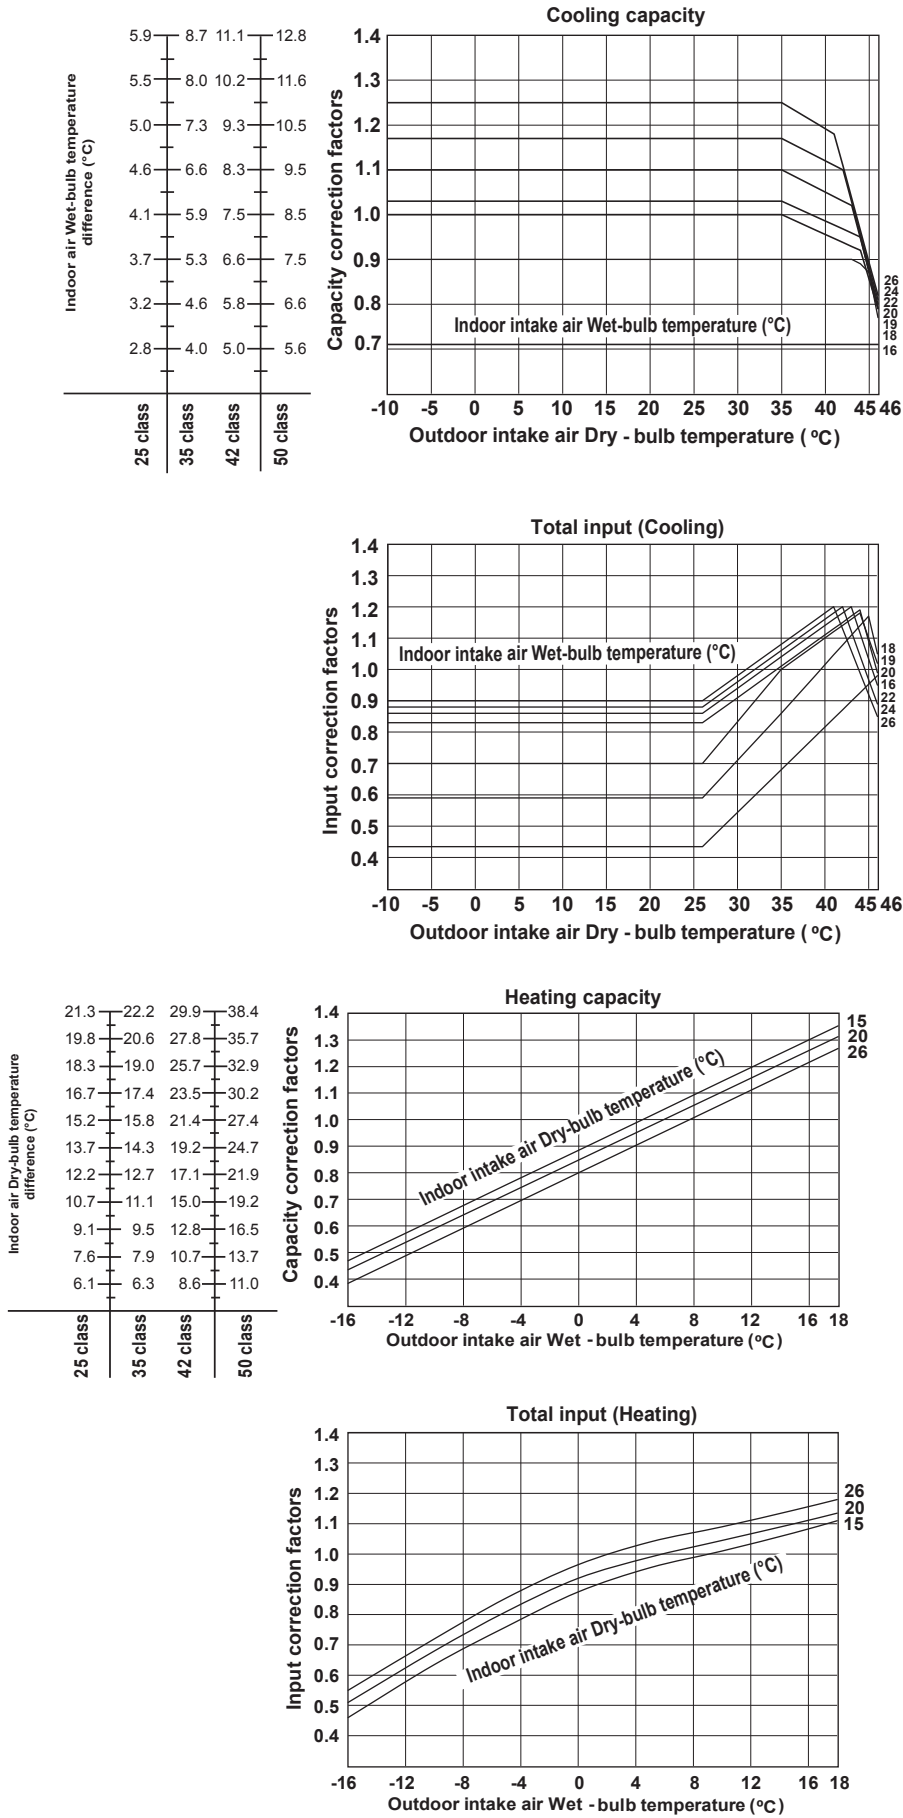 Cooling capacity
5.9 8.7 11.1 12.8
5.5 8.0 10.2 11.6
5.0 7.3 9.3 10.5
4.6 6.6 8.3 9.5
4.1 5.9 7.5 8.5
3.7 5.3 6.6 7.5
3.2 4.6 5.8 6.6
2.8 4.0 5.0 5.6
Indoor air Wet-bulb temperature
difference (°C)
25 class
35 class
42 class
50 class
Capacity correction factors
1.4
1.3
1.2
1.1
1.0
0.9
0.8
0.7
Indoor intake air Wet-bulb temperature (°C)
26
24
22
20
19
18
16
-10 -5 0 5 10 15 20 25 30 35 40 45 46
Outdoor intake air Dry - bulb temperature ( ºC)
Total input (Cooling)
Input correction factors
1.4
1.3
1.2
1.1
1.0
0.9
0.8
0.7
0.6
0.5
0.4
Indoor intake air Wet-bulb temperature (°C)
18
19
20
16
22
24
26
-10 -5 0 5 10 15 20 25 30 35 40 45 46
Outdoor intake air Dry - bulb temperature ( ºC)
Heating capacity
21.3 22.2 29.9 38.4
19.8 20.6 27.8 35.7
18.3 19.0 25.7 32.9
16.7 17.4 23.5 30.2
15.2 15.8 21.4 27.4
13.7 14.3 19.2 24.7
12.2 12.7 17.1 21.9
10.7 11.1 15.0 19.2
9.1 9.5 12.8 16.5
7.6 7.9 10.7 13.7
6.1 6.3 8.6 11.0
Indoor air Dry-bulb temperature
difference (°C)
25 class
35 class
42 class
50 class
Capacity correction factors
1.4
1.3
1.2
1.1
1.0
0.9
0.8
0.7
0.6
0.5
0.4
Indoor intake air Dry-bulb temperature (°C)
15
20
26
-16 -12 -8 -4 0 4 8 12 16 18
Outdoor intake air Wet - bulb temperature (ºC)
Total input (Heating)
Input correction factors
1.4
1.3
1.2
1.1
1.0
0.9
0.8
0.7
0.6
0.5
0.4
26
20
15
Indoor intake air Dry-bulb temperature (°C)
-16 -12 -8 -4 0 4 8 12 16 18
Outdoor intake air Wet - bulb temperature (ºC)